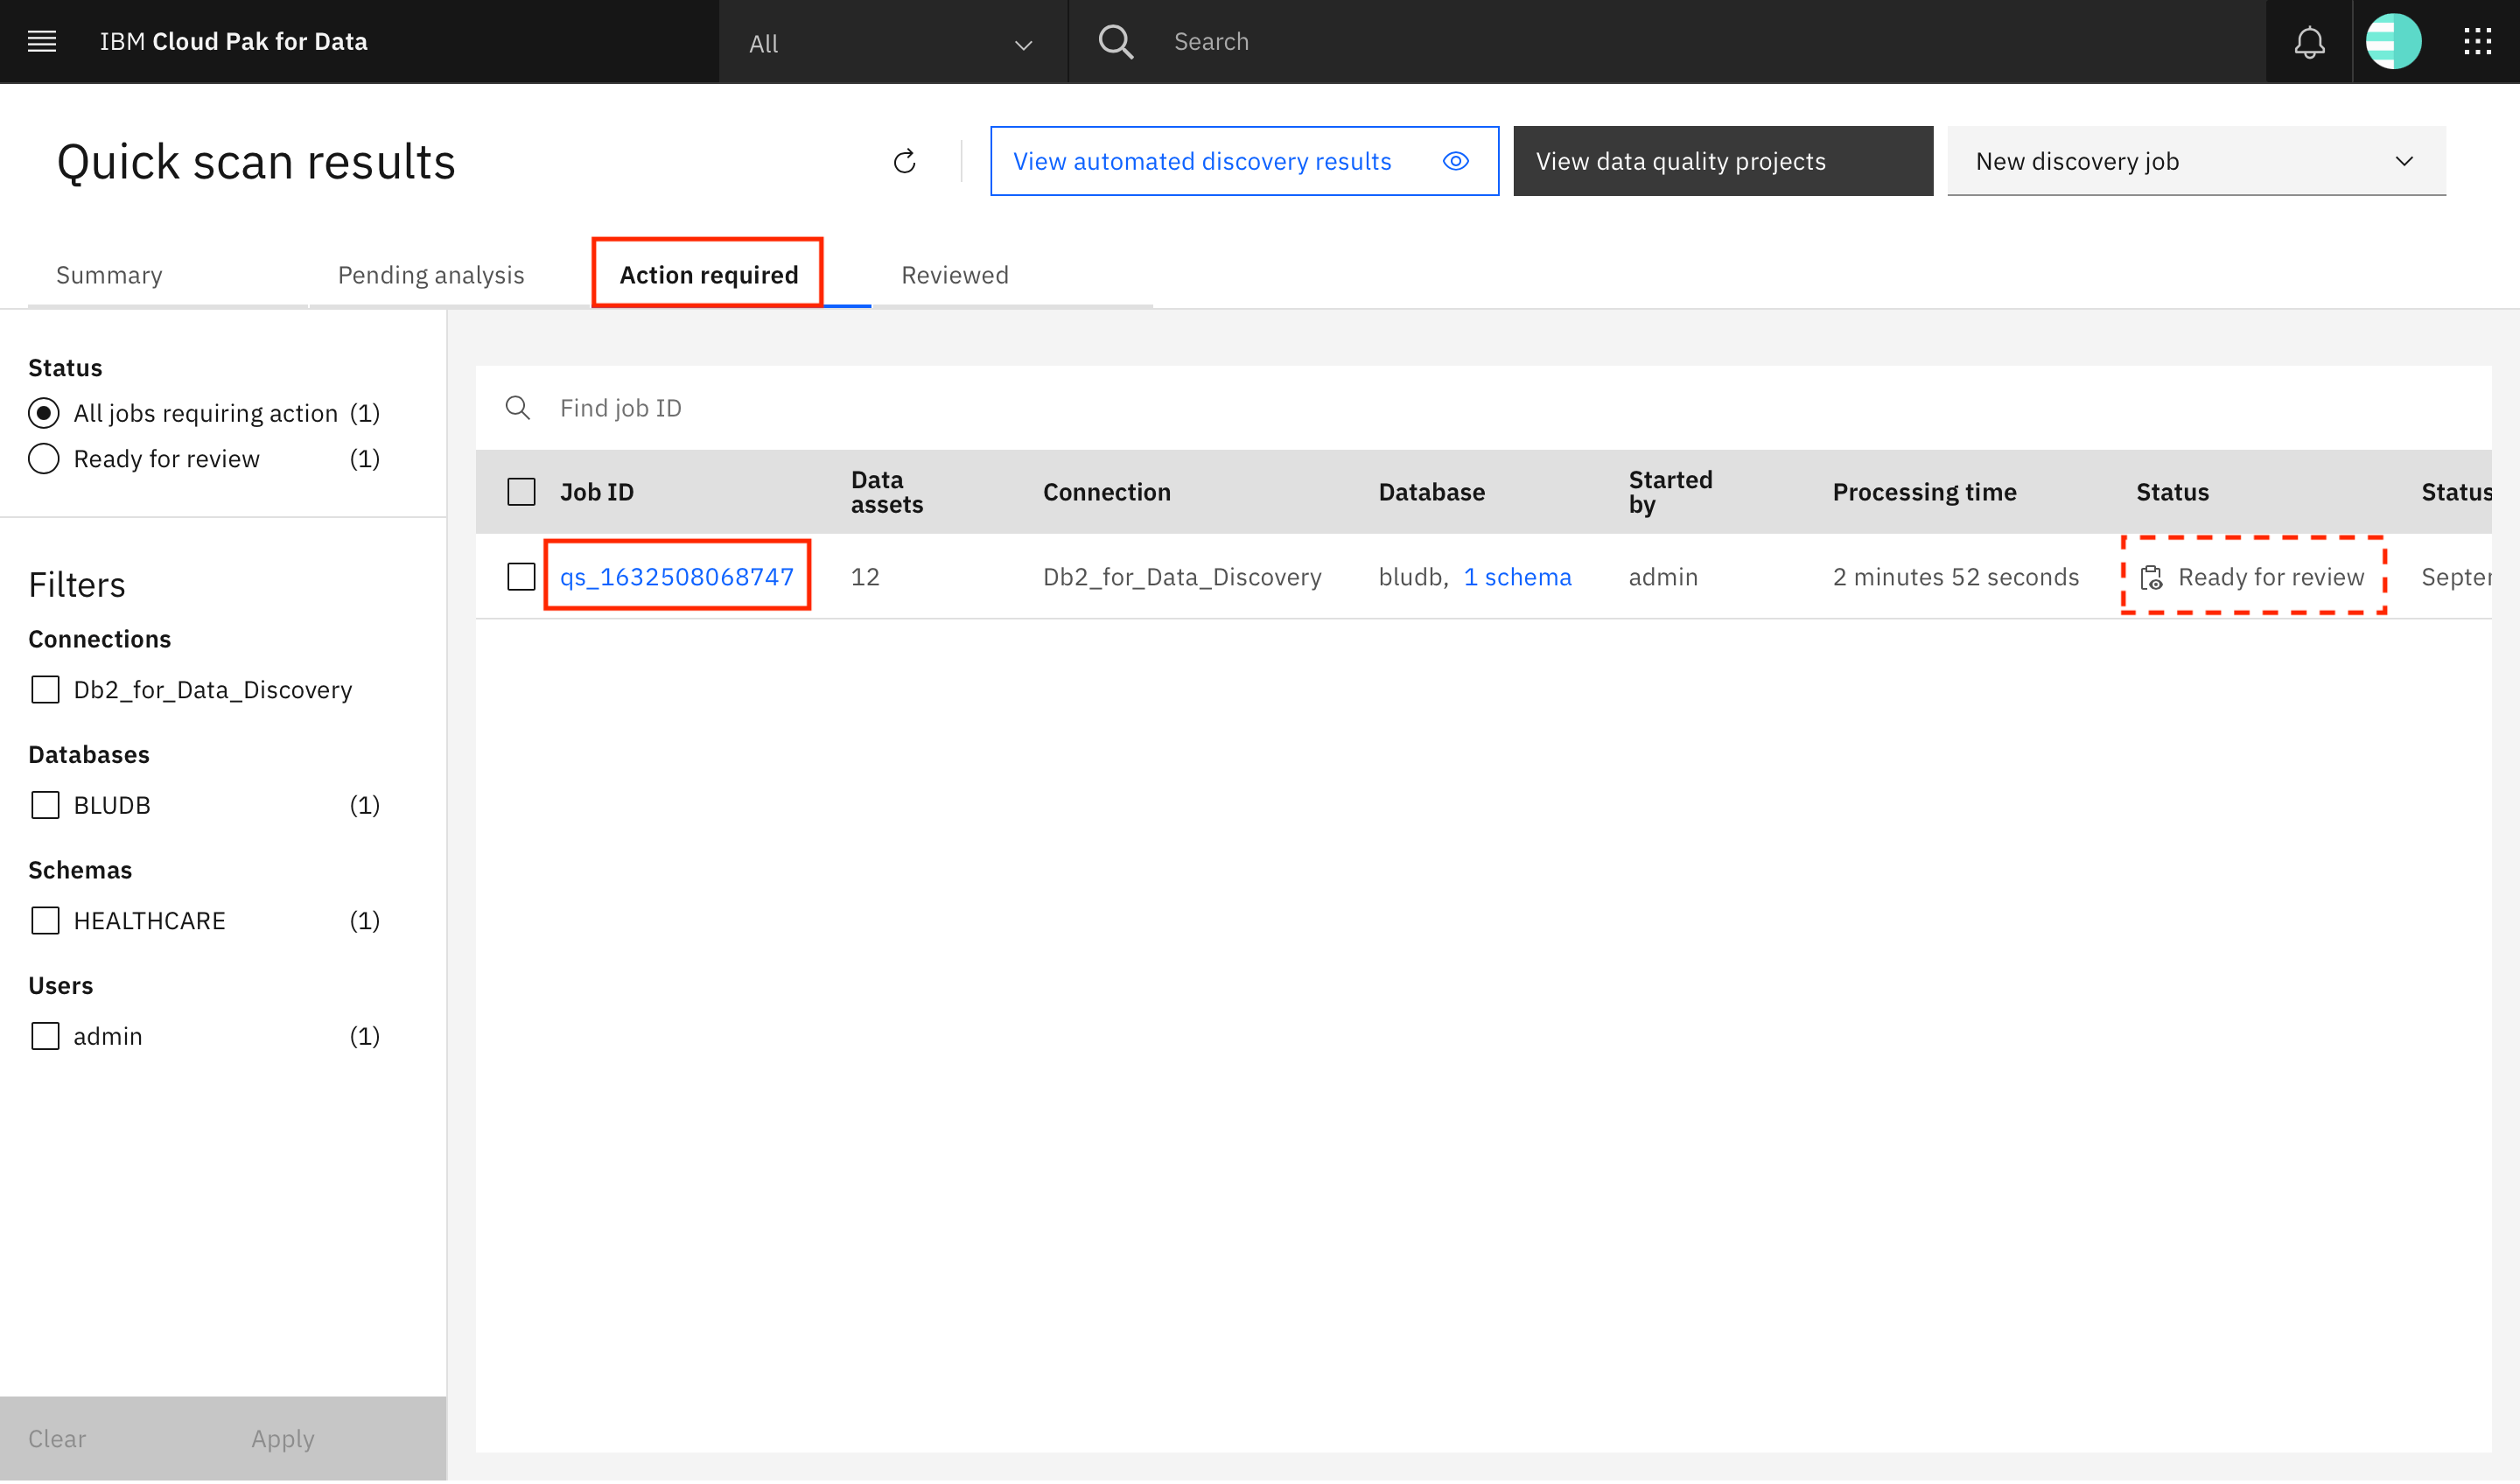 IBM Cloud Pak for Data
All
Search
Quick scan results
View automated discovery results
View data quality projects
New discovery job
Summary
Pending analysis
Action required
Reviewed
Status
All jobs requiring action (1)
Ready for review (1)
Filters
Connections
Db2_for_Data_Discovery
Databases
BLUDB (1)
Schemas
HEALTHCARE (1)
Users
admin (1)
Clear
Apply
Find job ID
Job ID
Data
assets
Connection
Database
Started
by
Processing time
Status
Status
qs_1632508068747
12
Db2_for_Data_Discovery
bludb, 1 schema
admin
2 minutes 52 seconds
Ready for review
Septe